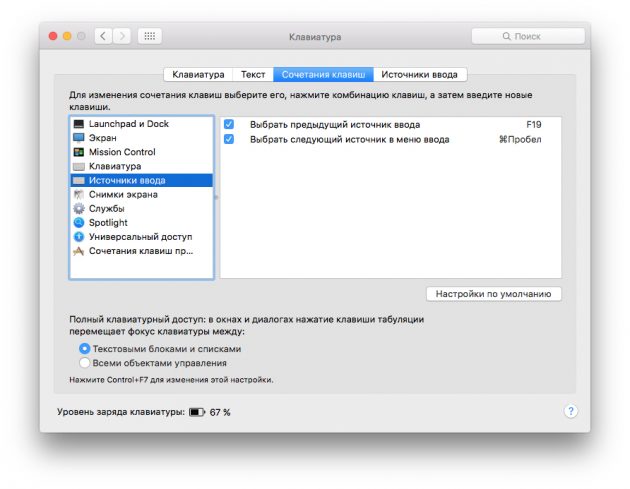 Клавиатура
Поиск
Клавиатура Текст Сочетания клавиш Источники ввода
Для изменения сочетания клавиш выберите его, нажмите комбинацию клавиш, а затем введите новые
клавиши.
Launchpad и Dock
Экран
Mission Control
Клавиатура
Источники ввода
Снимки экрана
Службы
Spotlight
Универсальный доступ
Сочетания клавиш пр...
Выбрать предыдущий источник ввода F19
Выбрать следующий источник в меню ввода ⌘Пробел
Настройки по умолчанию
Полный клавиатурный доступ: в окнах и диалогах нажатие клавиши табуляции
перемещает фокус клавиатуры между:
Текстовыми блоками и списками
Всеми объектами управления
Нажмите Control+F7 для изменения этой настройки.
Уровень заряда клавиатуры: 67 %
?